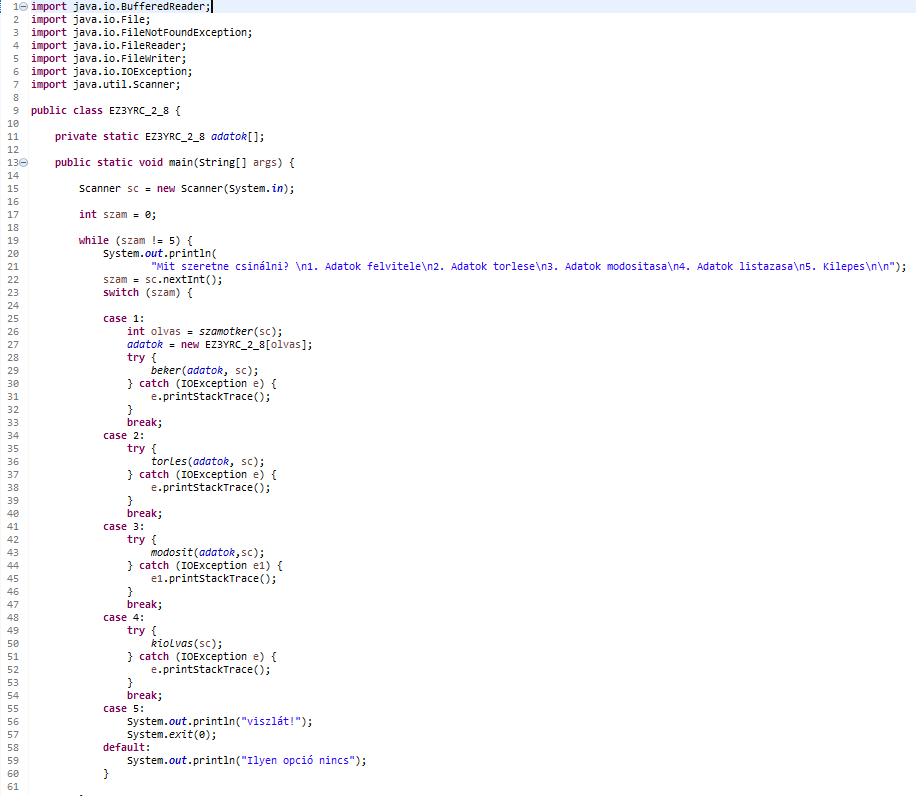 1 import java.io.BufferedReader;
2 import java.io.File;
3 import java.io.FileNotFoundException;
4 import java.io.FileReader;
5 import java.io.FileWriter;
6 import java.io.IOException;
7 import java.util.Scanner;
8
9 public class EZ3YRC_2_8 {
10
11     private static EZ3YRC_2_8 adatok[];
12
13     public static void main(String[] args) {
14
15         Scanner sc = new Scanner(System.in);
16
17         int szam = 0;
18
19         while (szam != 5) {
20             System.out.println(
21                     "Mit szeretne csinálni? \n1. Adatok felvitele\n2. Adatok torlese\n3. Adatok modositasa\n4. Adatok listazasa\n5. Kilepes\n\n");
22             szam = sc.nextInt();
23             switch (szam) {
24
25             case 1:
26                 int olvas = szamotker(sc);
27                 adatok = new EZ3YRC_2_8[olvas];
28                 try {
29                     beker(adatok, sc);
30                 } catch (IOException e) {
31                     e.printStackTrace();
32                 }
33                 break;
34             case 2:
35                 try {
36                     torles(adatok, sc);
37                 } catch (IOException e) {
38                     e.printStackTrace();
39                 }
40                 break;
41             case 3:
42                 try {
43                     modosit(adatok,sc);
44                 } catch (IOException e1) {
45                     e1.printStackTrace();
46                 }
47                 break;
48             case 4:
49                 try {
50                     kiolvas(sc);
51                 } catch (IOException e) {
52                     e.printStackTrace();
53                 }
54                 break;
55             case 5:
56                 System.out.println("viszlát!");
57                 System.exit(0);
58             default:
59                 System.out.println("Ilyen opció nincs");
60             }
61